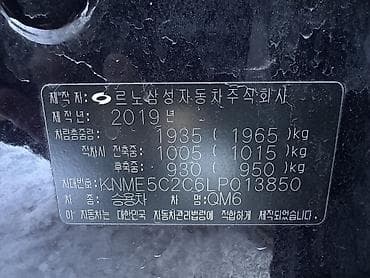 제작자: 르노삼성자동차주식회사
제작년: 2019년
차량총중량: 1935 ( 1965 ) kg
적차시 전축중: 1005 ( 1015 ) kg
후축중: 930 ( 950 ) kg
차대번호: KNME5C2C6LP013850
차 종: 승용차 차 명: QM6
이 자동차는 대한민국 자동차관리법령에 적합하게 제작되었음